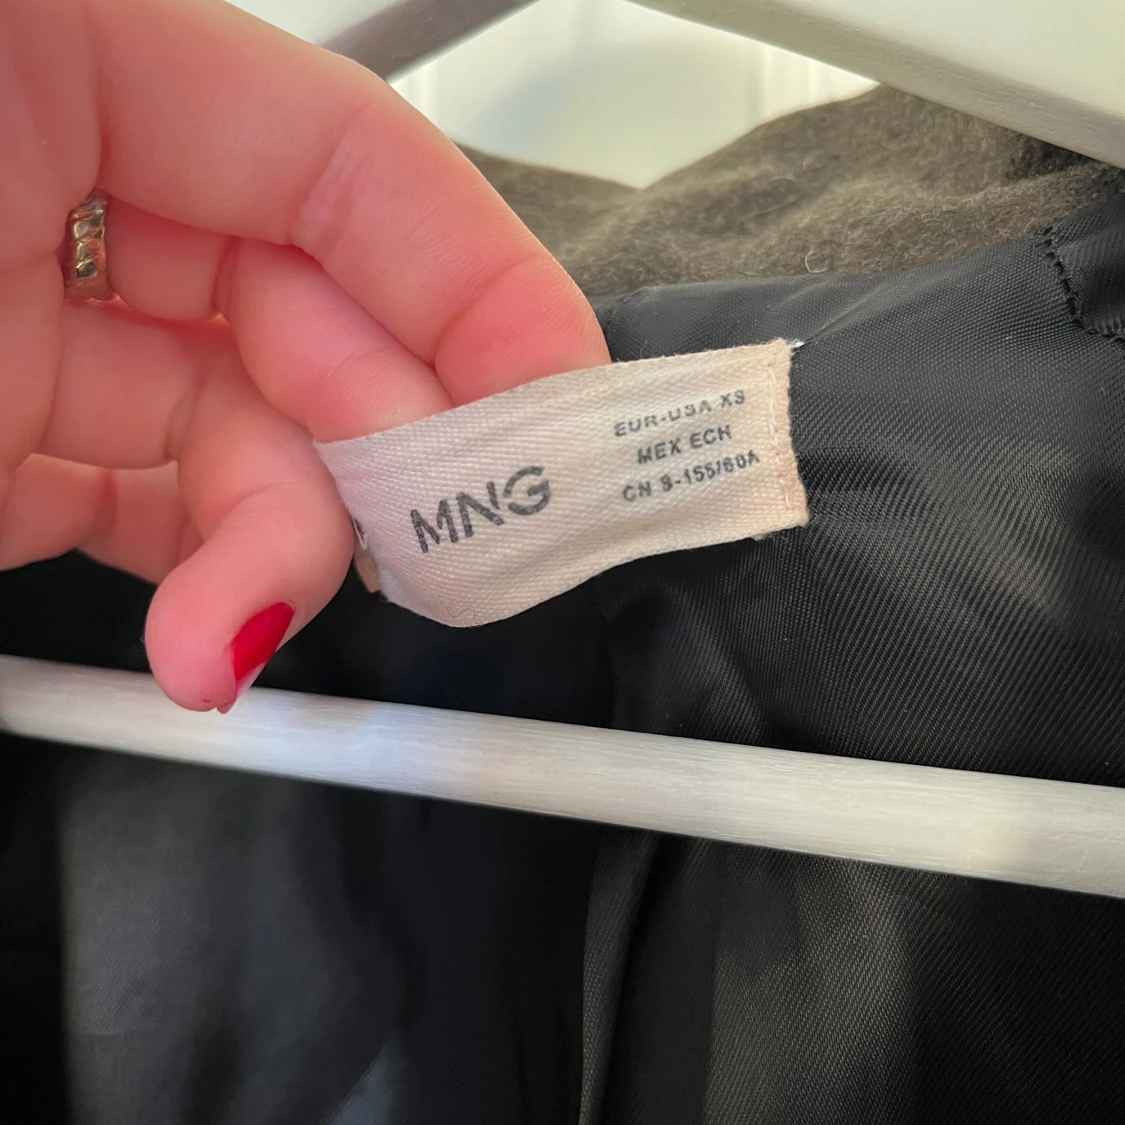 MNG
EUR-USA XS
MEX ECH
CN S-155/80A